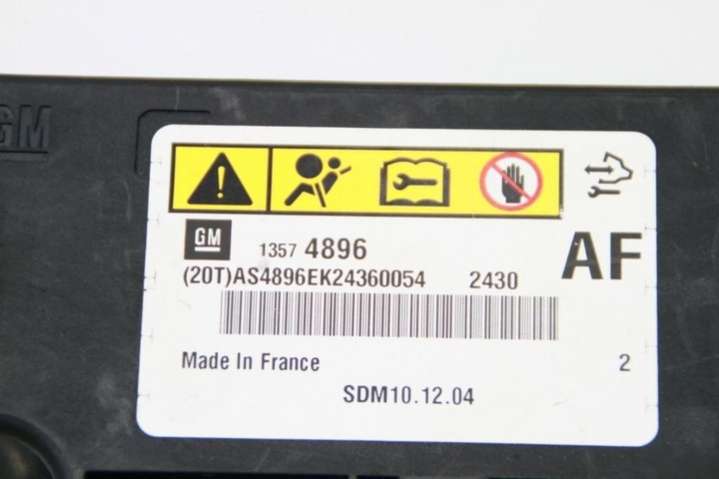 GM
GM 1357 4896 AF
(20T)AS4896EK24360054 2430
Made In France 2
SDM10.12.04